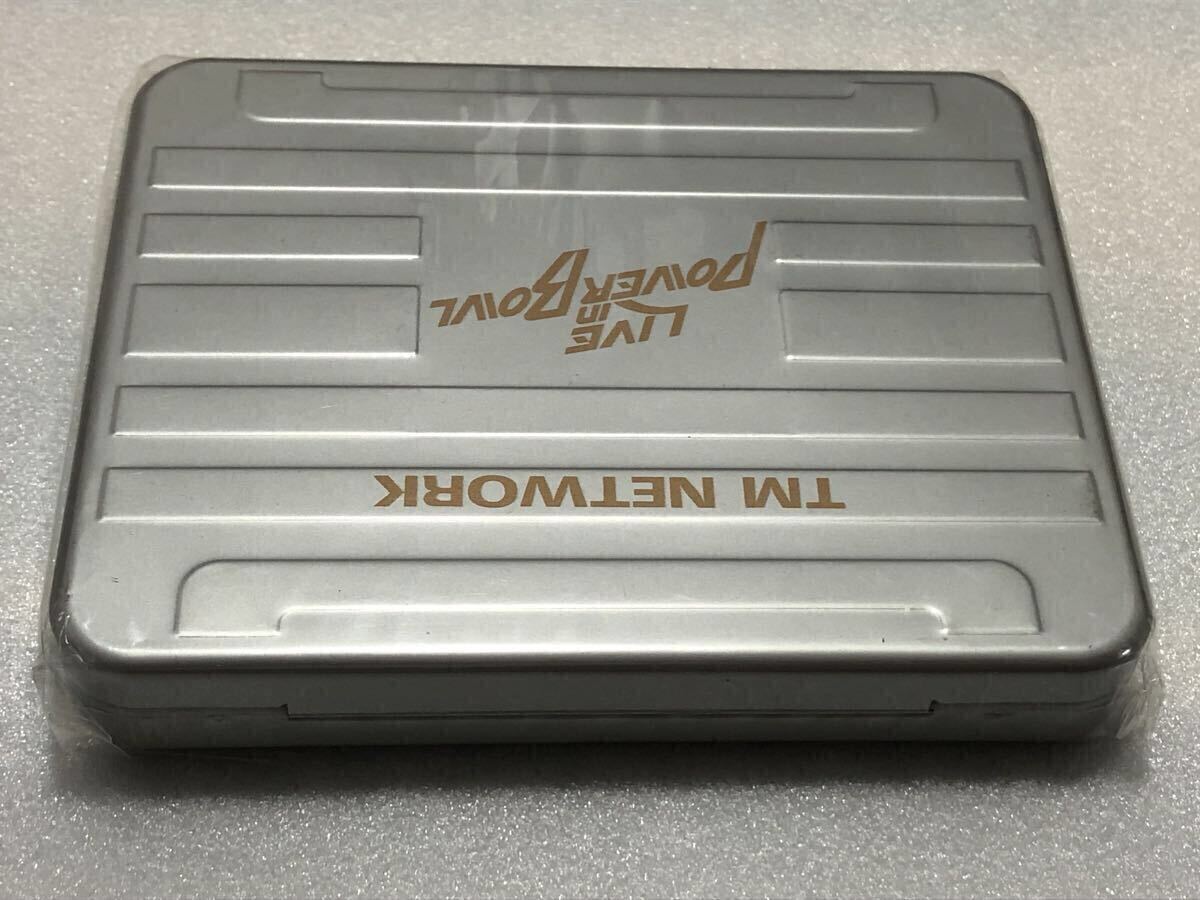 TM NETWORK
LIVE
in
POWER BOWL